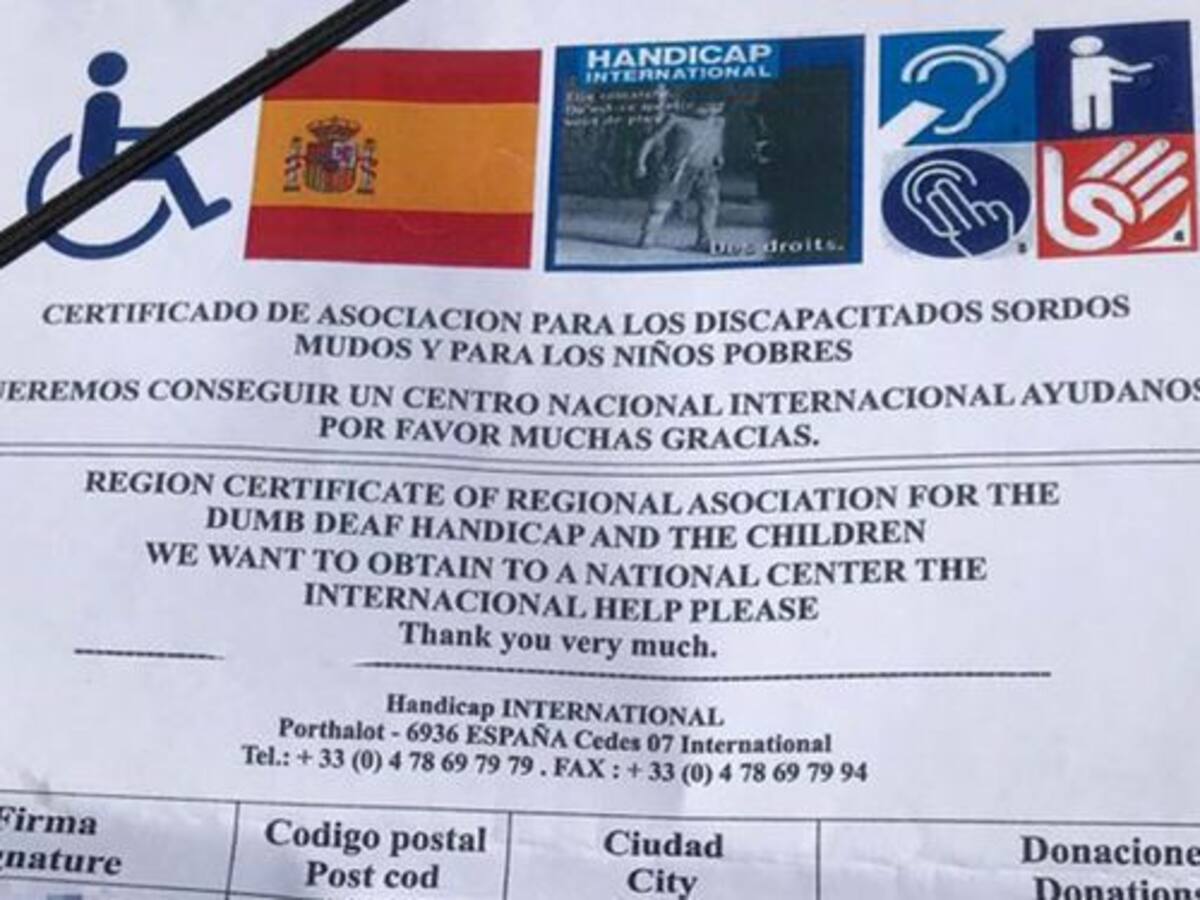 HANDICAP
INTERNATIONAL
Des droits.
CERTIFICADO DE ASOCIACION PARA LOS DISCAPACITADOS SORDOS
MUDOS Y PARA LOS NIÑOS POBRES
UEREMOS CONSEGUIR UN CENTRO NACIONAL INTERNACIONAL AYUDANOS
POR FAVOR MUCHAS GRACIAS.
REGION CERTIFICATE OF REGIONAL ASOCIATION FOR THE
DUMB DEAF HANDICAP AND THE CHILDREN
WE WANT TO OBTAIN TO A NATIONAL CENTER THE
INTERNACIONAL HELP PLEASE
Thank you very much.
Handicap INTERNATIONAL
Porthalot - 6936 ESPAÑA Cedes 07 International
Tel.: + 33 (0) 4 78 69 79 79 . FAX : + 33 (0) 4 78 69 79 94
Firma
gnature
Codigo postal
Post cod
Ciudad
City
Donacione
Donations